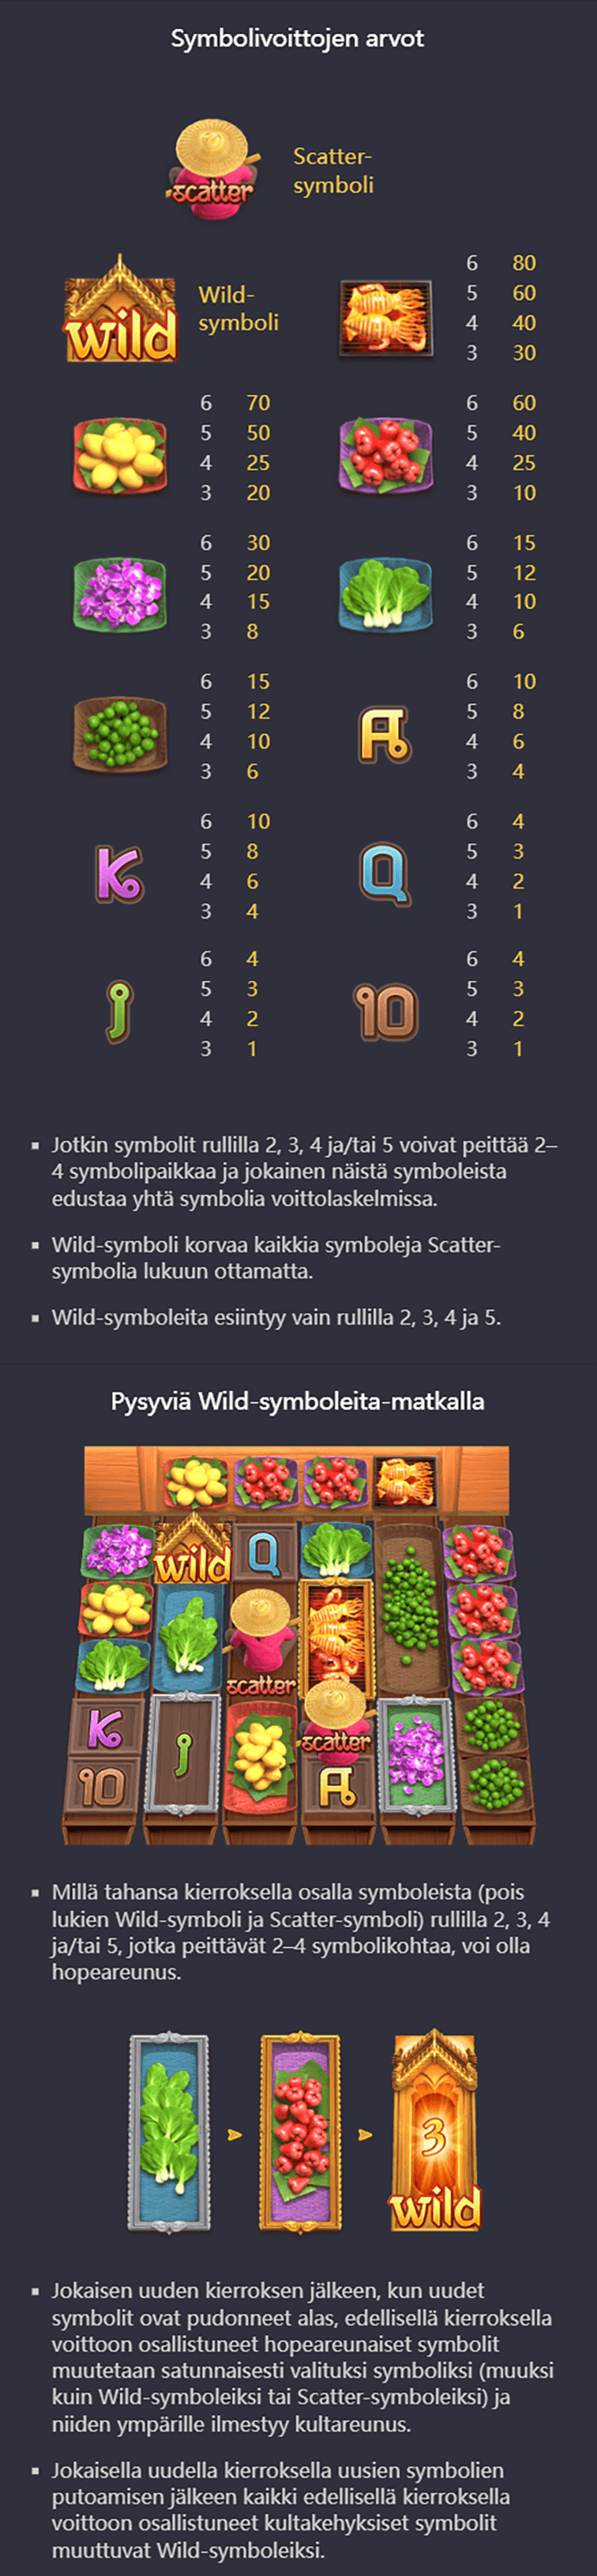 Symbolivoittojen arvot
scatter
Scatter-
symboli
wild
Wild-
symboli
6 80
5 60
4 40
3 30
6 70
5 50
4 25
3 20
6 60
5 40
4 25
3 10
6 30
5 20
4 15
3 8
6 15
5 12
4 10
3 6
6 15
5 12
4 10
3 6
A
6 10
5 8
4 6
3 4
K
6 10
5 8
4 6
3 4
Q
6 4
5 3
4 2
3 1
J
6 4
5 3
4 2
3 1
10
6 4
5 3
4 2
3 1
Jotkin symbolit rullilla 2, 3, 4 ja/tai 5 voivat peittää 2–
4 symbolipaikkaa ja jokainen näistä symboleista
edustaa yhtä symbolia voittolaskelmissa.
Wild-symboli korvaa kaikkia symboleja Scatter-
symbolia lukuun ottamatta.
Wild-symboleita esiintyy vain rullilla 2, 3, 4 ja 5.
Pysyviä Wild-symboleita-matkalla
wild
Q
scatter
K
J
scatter
10
A
Millä tahansa kierroksella osalla symboleista (pois
lukien Wild-symboli ja Scatter-symboli) rullilla 2, 3, 4
ja/tai 5, jotka peittävät 2–4 symbolikohtaa, voi olla
hopeareunus.
3
wild
Jokaisen uuden kierroksen jälkeen, kun uudet
symbolit ovat pudonneet alas, edellisellä kierroksella
voittoon osallistuneet hopeareunaiset symbolit
muutetaan satunnaisesti valituksi symboliksi (muuksi
kuin Wild-symboleiksi tai Scatter-symboleiksi) ja
niiden ympärille ilmestyy kultareunus.
Jokaisella uudella kierroksella uusien symbolien
putoamisen jälkeen kaikki edellisellä kierroksella
voittoon osallistuneet kultakehyksiset symbolit
muuttuvat Wild-symboleiksi.